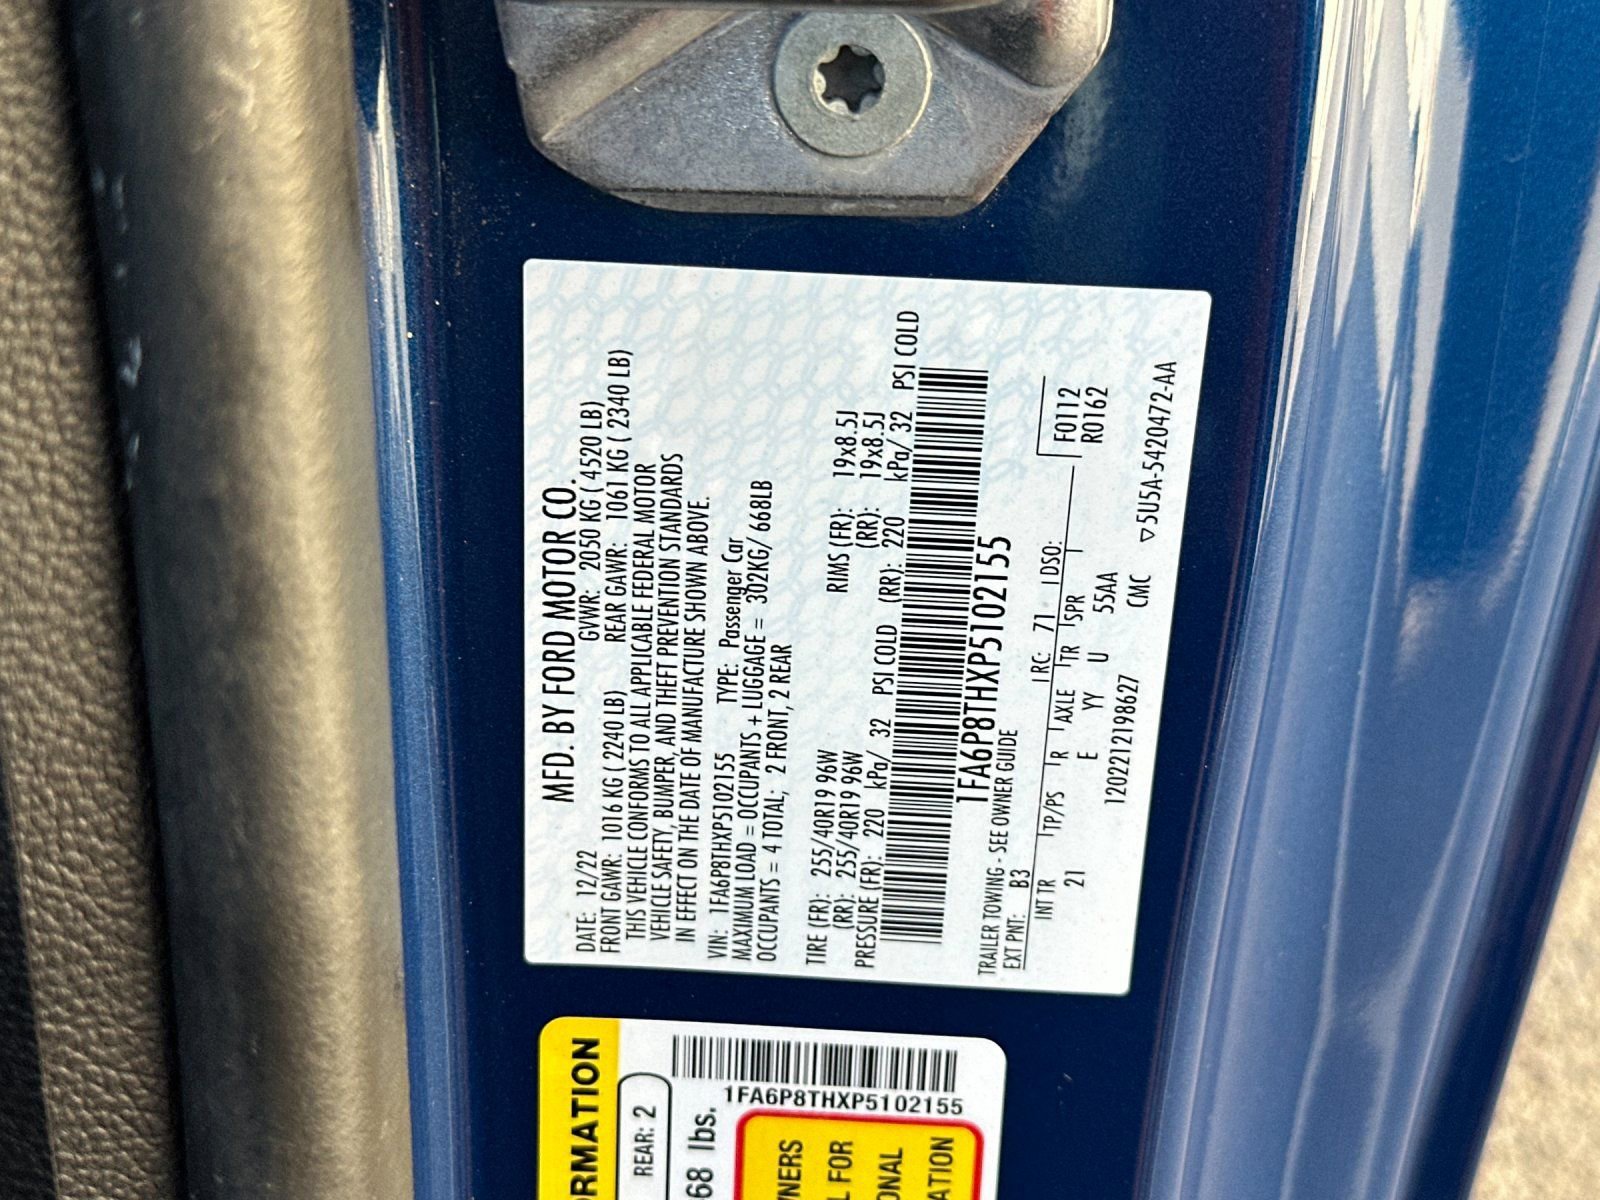 MFD. BY FORD MOTOR CO.
DATE: 12/22 GVWR: 2050 KG ( 4520 LB)
FRONT GAWR: 1016 KG ( 2240 LB) REAR GAWR: 1061 KG ( 2340 LB)
THIS VEHICLE CONFORMS TO ALL APPLICABLE FEDERAL MOTOR
VEHICLE SAFETY, BUMPER, AND THEFT PREVENTION STANDARDS
IN EFFECT ON THE DATE OF MANUFACTURE SHOWN ABOVE.
VIN: 1FA6P8THXP5102155 TYPE: Passenger Car
MAXIMUM LOAD = OCCUPANTS + LUGGAGE = 302KG/ 668LB
OCCUPANTS = 4 TOTAL; 2 FRONT, 2 REAR
TIRE (FR): 255/40R19 96W RIMS (FR): 19x8.5J
(RR): 255/40R19 96W (RR): 19x8.5J
PRESSURE (FR): 220 kPa/ 32 PSI COLD (RR): 220 kPa/ 32 PSI COLD
1FA6P8THXP5102155
TRAILER TOWING - SEE OWNER GUIDE
EXT PNT: B3 RC: 71 DSO: F0112
INT TR TP/PS R AXLE TR SPR R0162
21 E YY U 55AA
1202212198627 CMC ▽5U5A-5420472-AA
ORMATION
REAR: 2
68 lbs.
1FA6P8THXP5102155
NERS
L FOR
ONAL
ATION